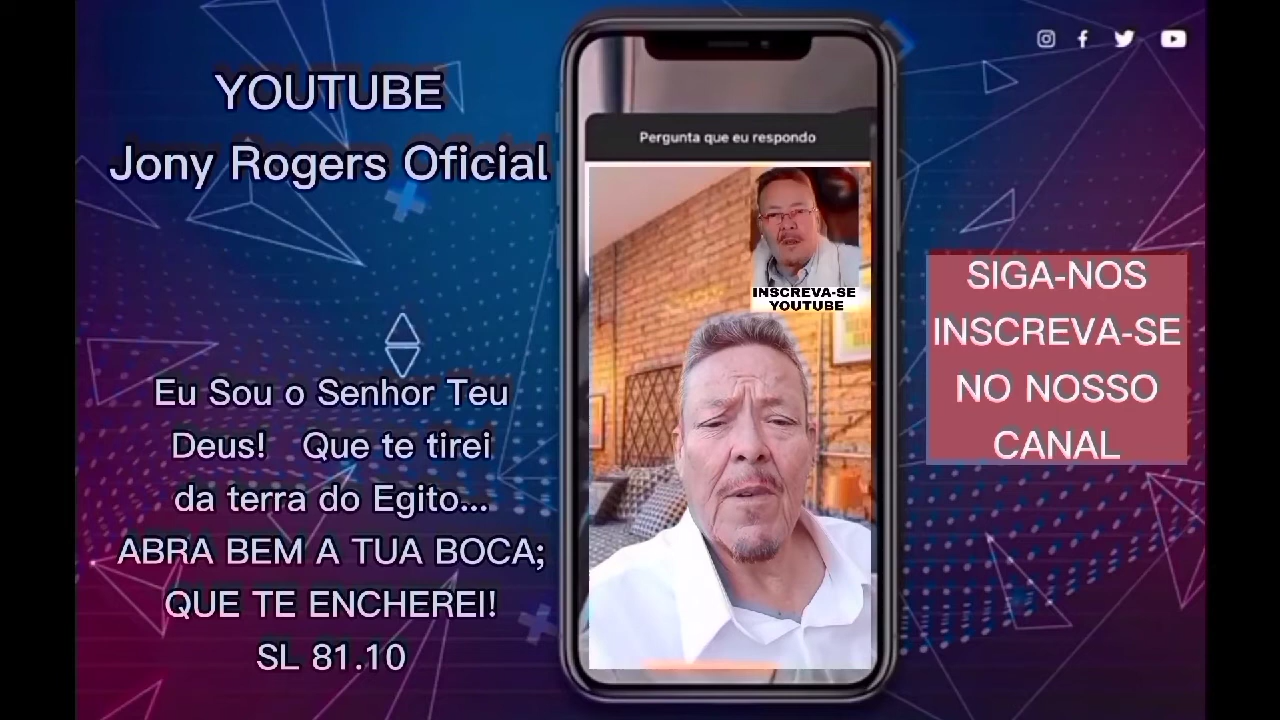 YOUTUBE
Jony Rogers Oficial
Eu Sou o Senhor Teu
Deus! Que te tirei
da terra do Egito...
ABRA BEM A TUA BOCA;
QUE TE ENCHEREI!
SL 81.10
Pergunta que eu respondo
INSCREVA-SE
YOUTUBE
SIGA-NOS
INSCREVA-SE
NO NOSSO
CANAL